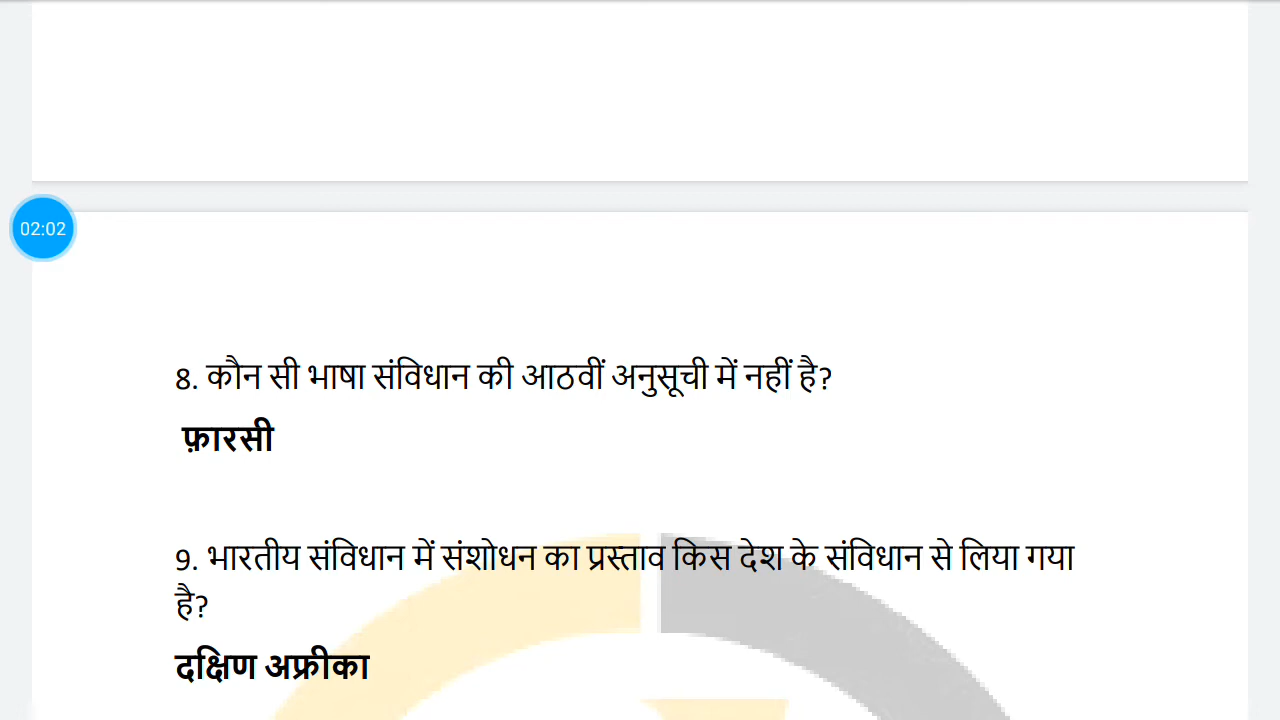 02:02
8. कौन सी भाषा संविधान की आठवीं अनुसूची में नहीं है?
फ़ारसी
9. भारतीय संविधान में संशोधन का प्रस्ताव किस देश के संविधान से लिया गया
है?
दक्षिण अफ्रीका